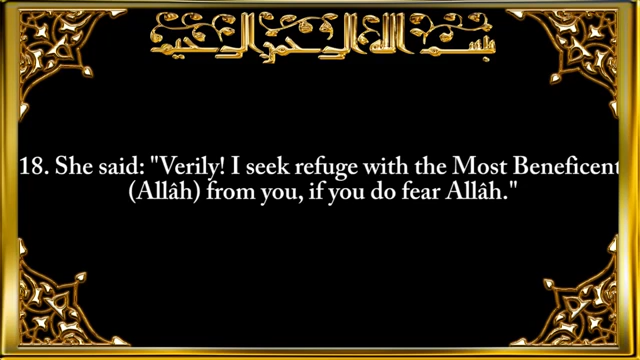 بسم الله الرحمن الرحيم
18. She said: "Verily! I seek refuge with the Most Beneficent
(Allâh) from you, if you do fear Allâh."